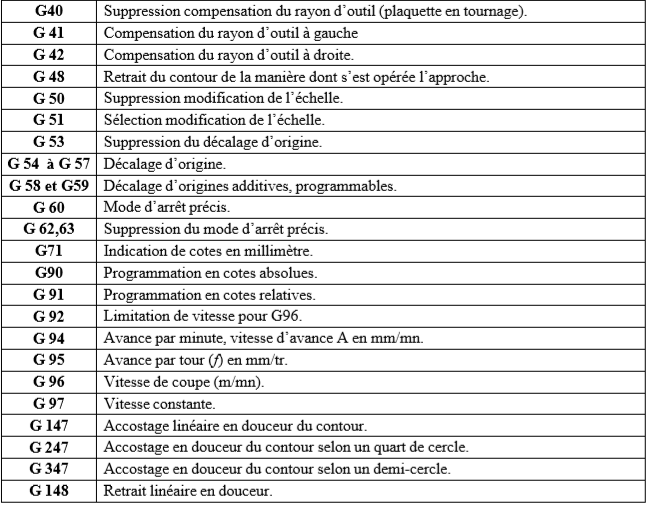 G40 Suppression compensation du rayon d’outil (plaquette en tournage).
G 41 Compensation du rayon d’outil à gauche
G 42 Compensation du rayon d’outil à droite.
G 48 Retrait du contour de la manière dont s’est opérée l’approche.
G 50 Suppression modification de l’échelle.
G 51 Sélection modification de l’échelle.
G 53 Suppression du décalage d’origine.
G 54 à G 57 Décalage d’origine.
G 58 et G59 Décalage d’origines additives, programmables.
G 60 Mode d’arrêt précis.
G 62,63 Suppression du mode d’arrêt précis.
G71 Indication de cotes en millimètre.
G90 Programmation en cotes absolues.
G 91 Programmation en cotes relatives.
G 92 Limitation de vitesse pour G96.
G 94 Avance par minute, vitesse d’avance A en mm/mn.
G 95 Avance par tour (f) en mm/tr.
G 96 Vitesse de coupe (m/mn).
G 97 Vitesse constante.
G 147 Accostage linéaire en douceur du contour.
G 247 Accostage en douceur du contour selon un quart de cercle.
G 347 Accostage en douceur du contour selon un demi-cercle.
G 148 Retrait linéaire en douceur.